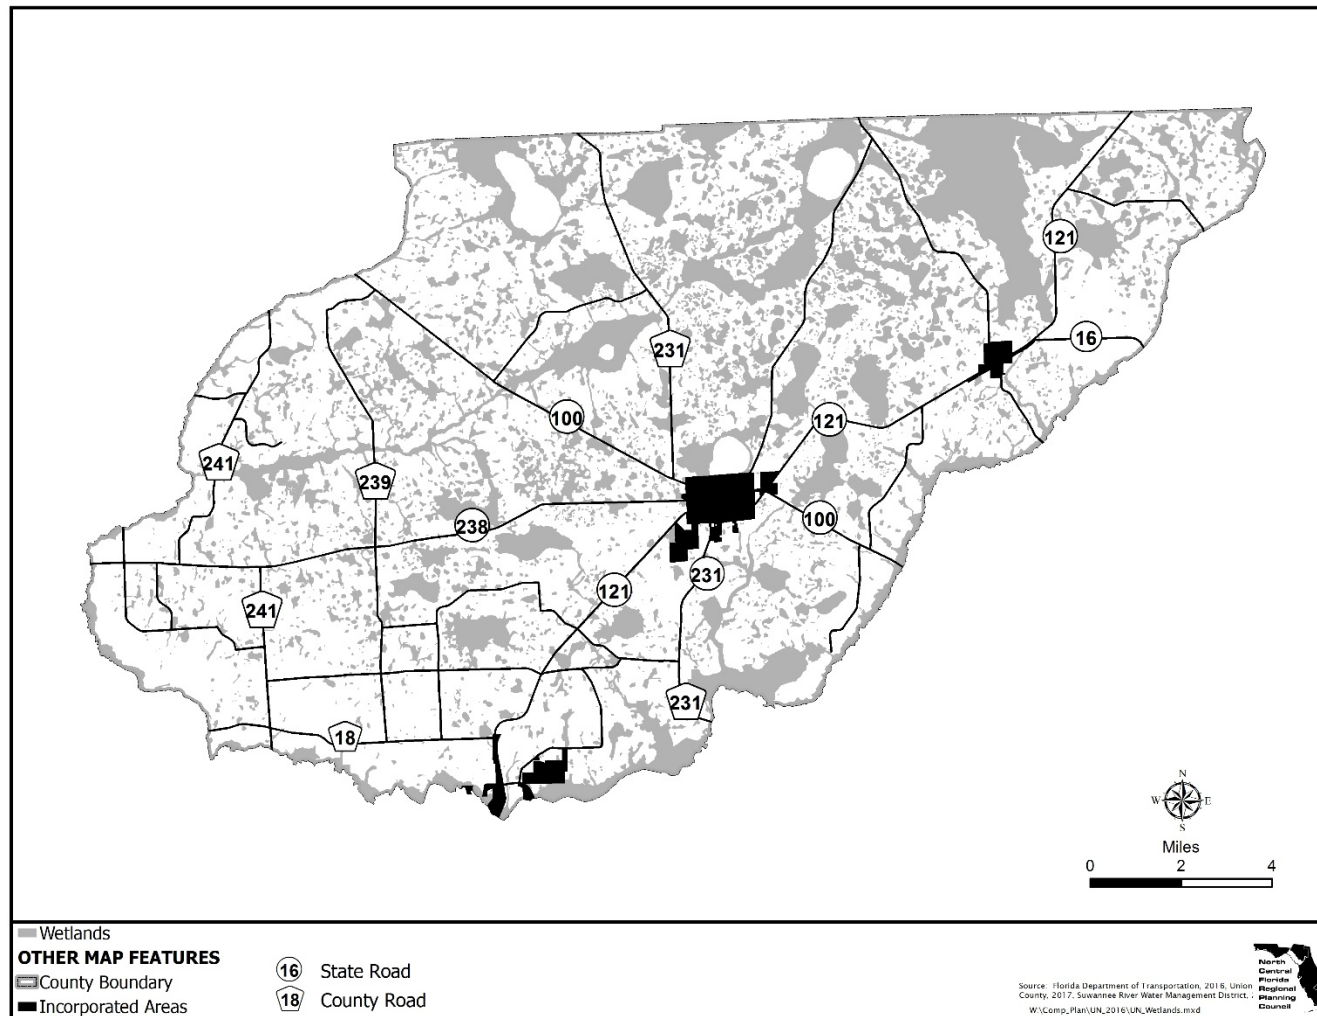 121
16
231
100
121
241
239
238
100
121
231
241
231
18
N
W E
S
Miles
0 2 4
Wetlands
OTHER MAP FEATURES
County Boundary
Incorporated Areas
16 State Road
18 County Road
Source: Florida Department of Transportation, 2016, Union
County, 2017, Suwannee River Water Management District,
W:\Comp_Plan\UN_2016\UN_Wetlands.mxd
North
Central
Florida
Regional
Planning
Council